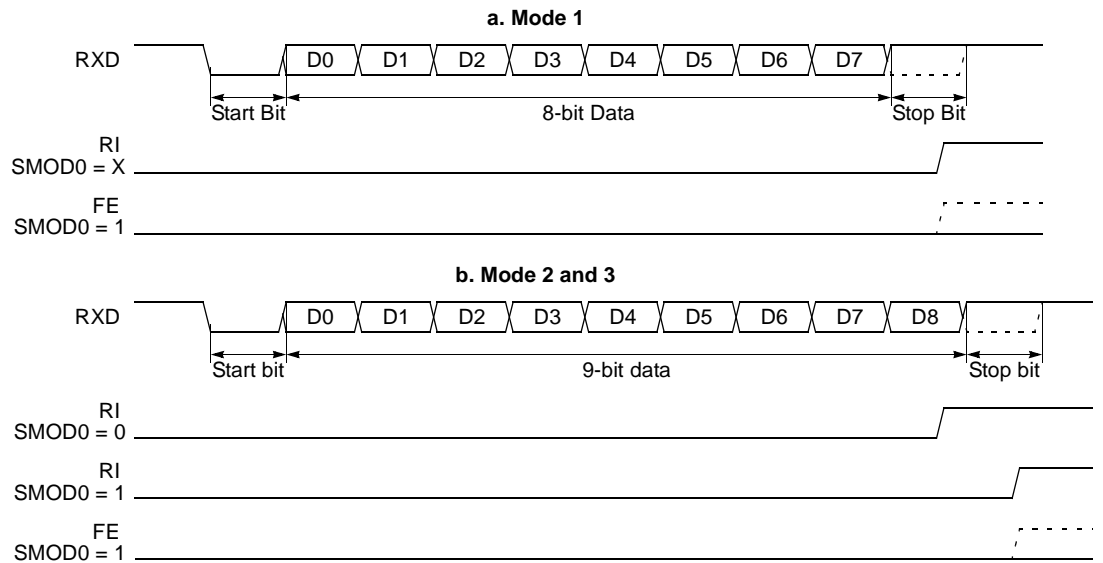 a. Mode 1
RXD
D0 D1 D2 D3 D4 D5 D6 D7
Start Bit 8-bit Data Stop Bit
RI
SMOD0 = X
FE
SMOD0 = 1
b. Mode 2 and 3
RXD
D0 D1 D2 D3 D4 D5 D6 D7 D8
Start bit 9-bit data Stop bit
RI
SMOD0 = 0
RI
SMOD0 = 1
FE
SMOD0 = 1